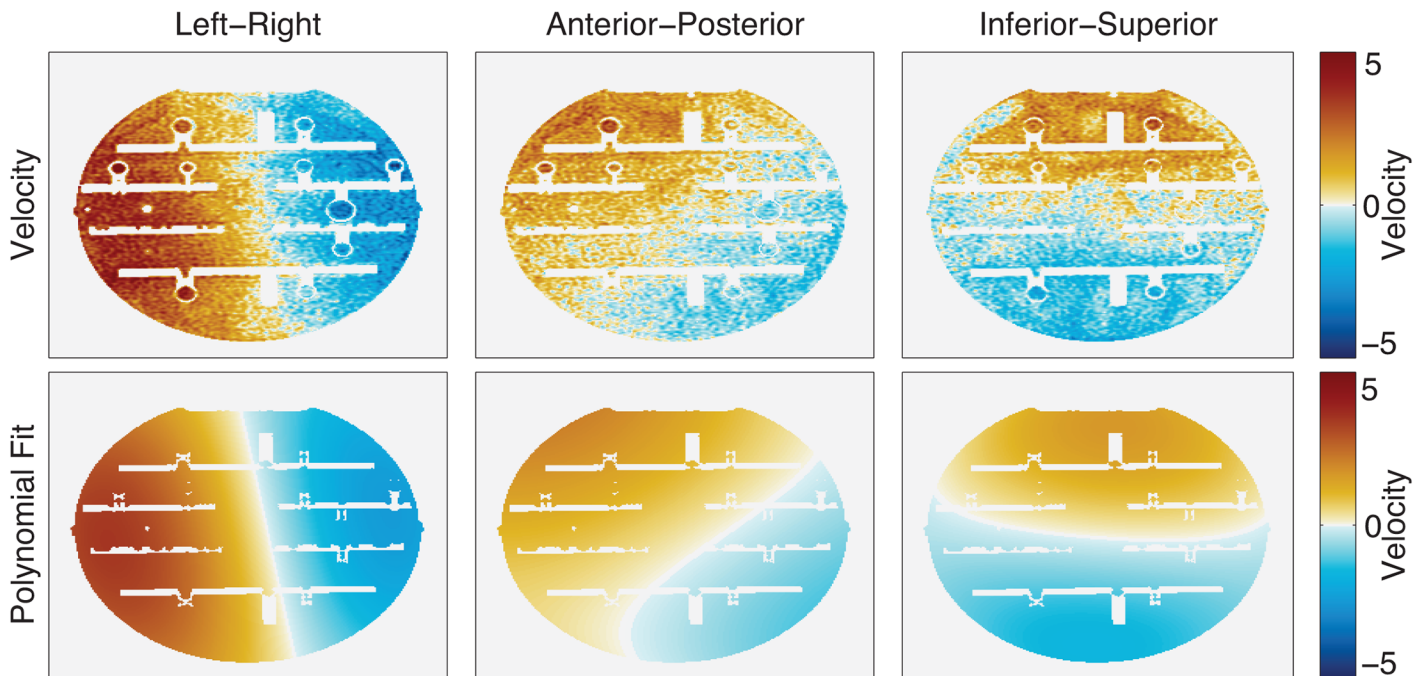 Left–Right
Anterior–Posterior
Inferior–Superior
Velocity
5
0
–5
Velocity
Polynomial Fit
5
0
–5
Velocity